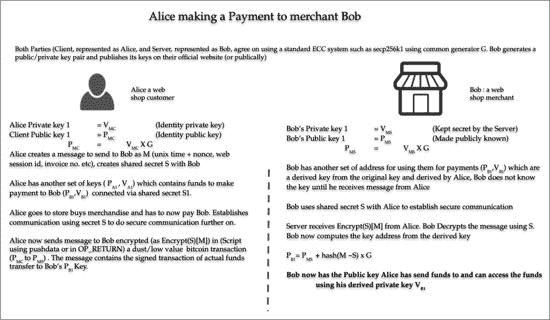 Alice making a Payment to merchant Bob
Both Parties (Client, represented as Alice, and Server, represented as Bob, agree on using a standard ECC system such as secp256k1 using common generator G. Bob generates a
public/private key pair and publishes its keys on their official website (or publically)
Alice a web
shop customer
Alice Private key 1 = V_MC (Identity private key)
Client Public key 1 = P_MC (Identity public key)
P_MC = V_MC X G
Alice creates a message to send to Bob as M (unix time + nonce, web
session id, invoice no. etc), creates shared secret S with Bob
Alice has another set of keys ( P_A1 , V_A1) which contains funds to make
payment to Bob (P_B1,V_B1) connected via shared secret S1.
Alice goes to store buys merchandise and has to now pay Bob. Establishes
communication using secret S to do secure communication further on.
Alice now sends message to Bob encrypted (as Encrypt(S)[M]) in (Script
using pushdata or in OP_RETURN) a dust/low value bitcoin transaction
(P_MC to P_MS) . The message contains the signed transaction of actual funds
transfer to Bob's P_B1 Key.
Bob : a web
shop merchant
Bob's Private key 1 = V_MS (Kept secret by the Server)
Bob's Public key 1 = P_MS (Made publicly known)
P_MS = V_MS X G
Bob has another set of address for using them for payments (P_B1,V_B1) which are
a derived key from the original key and derived by Alice, Bob does not know
the key until he receives message from Alice
Bob uses shared secret S with Alice to establish secure communication
Server receives Encrypt(S)[M] from Alice. Bob Decrypts the message using S.
Bob now computes the key address from the derived key
P_B1= P_MS + hash(M ~S) x G
Bob now has the Public key Alice has send funds to and can access the funds
using his derived private key V_B1